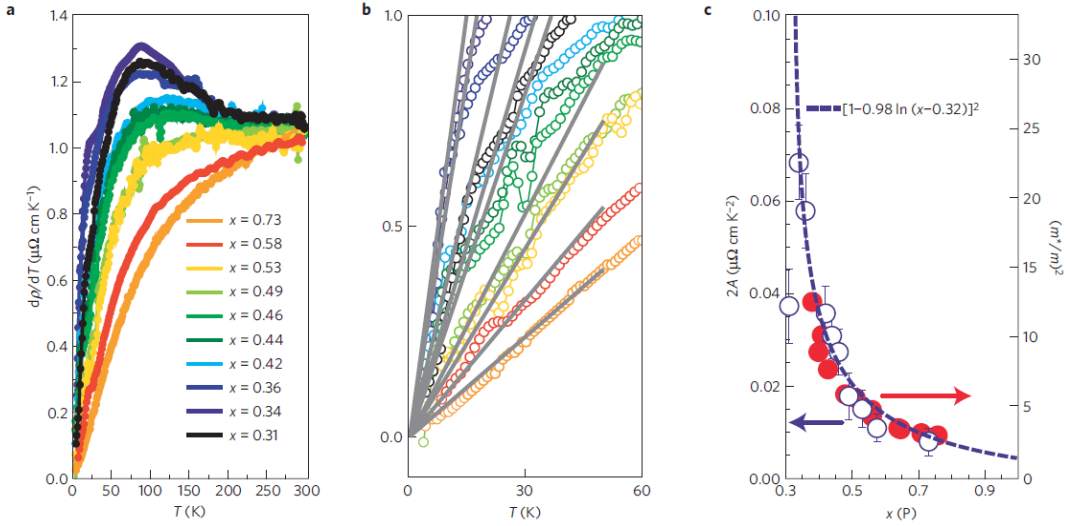 a
dρ/dT (μΩ cm K⁻¹)
1.4
1.2
1.0
0.8
0.6
0.4
0.2
0.0
x = 0.73
x = 0.58
x = 0.53
x = 0.49
x = 0.46
x = 0.44
x = 0.42
x = 0.36
x = 0.34
x = 0.31
0 50 100 150 200 250 300
T (K)
b
1.0
0.5
0.0
0 30 60
T (K)
c
2A (μΩ cm K⁻²)
0.10
0.08
0.06
0.04
0.02
0.00
[1–0.98 ln (x–0.32)]²
30
25
20
15
10
5
0
(m*/m)²
0.3 0.5 0.7 0.9
x (P)